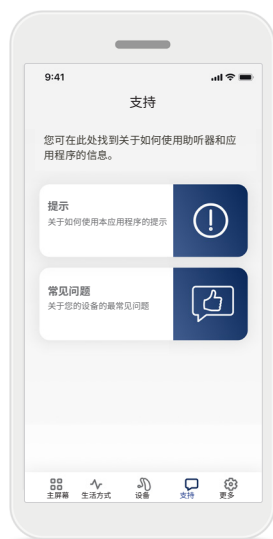 9:41
支持
您可在此处找到关于如何使用助听器和应
用程序的信息。
提示
关于如何使用本应用程序的提示
常见问题
关于您的设备的最常见问题
主屏幕 生活方式 设备 支持 更多